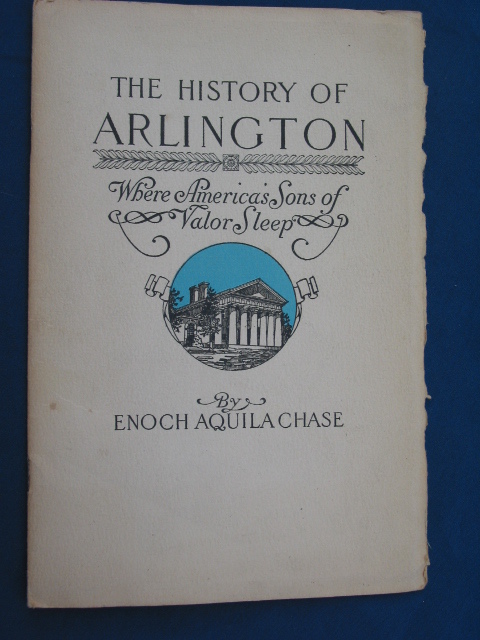 THE HISTORY OF
ARLINGTON
Where America's Sons of
Valor Sleep
By
ENOCH AQUILA CHASE